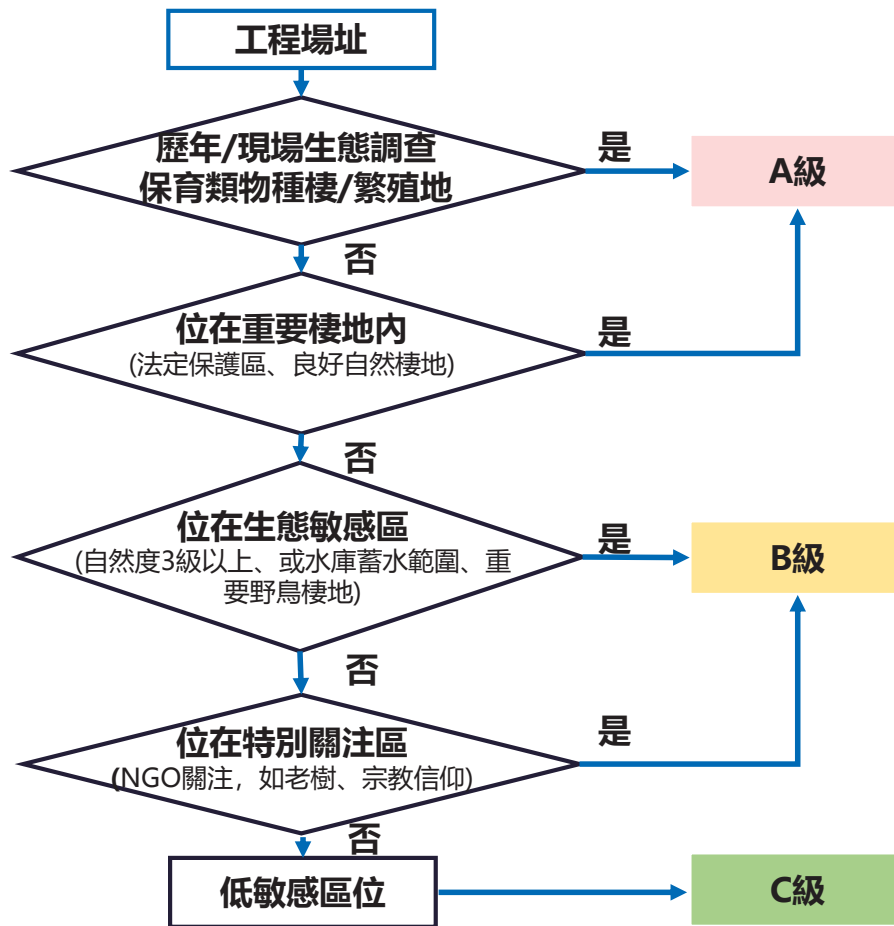 工程場址
歷年/現場生態調查
保育類物種棲/繁殖地
是
A級
否
位在重要棲地內
(法定保護區、良好自然棲地)
是
否
位在生態敏感區
(自然度3級以上、或水庫蓄水範圍、重
要野鳥棲地)
是
B級
否
位在特別關注區
(NGO關注，如老樹、宗教信仰)
是
否
低敏感區位
C級